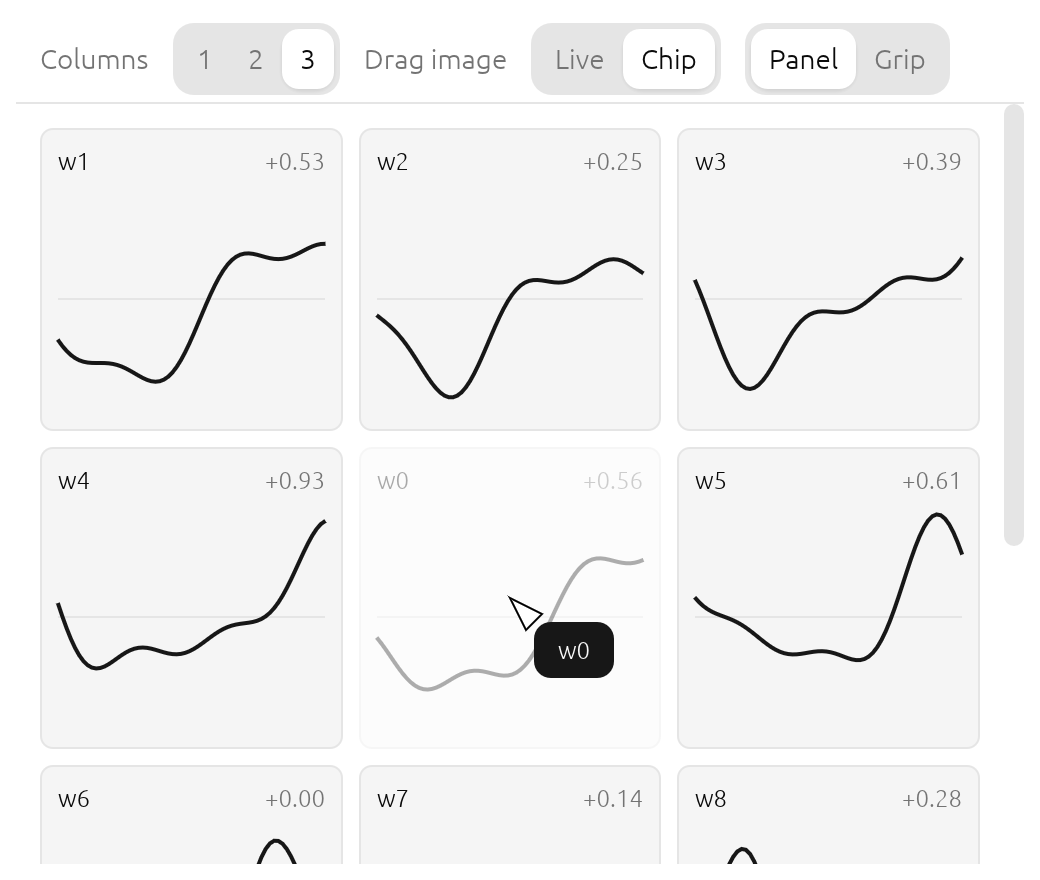 Columns 1 2 3 Drag image Live Chip Panel Grip
w1 +0.53 w2 +0.25 w3 +0.39
w4 +0.93 w0 +0.56 w5 +0.61
w0
w6 +0.00 w7 +0.14 w8 +0.28